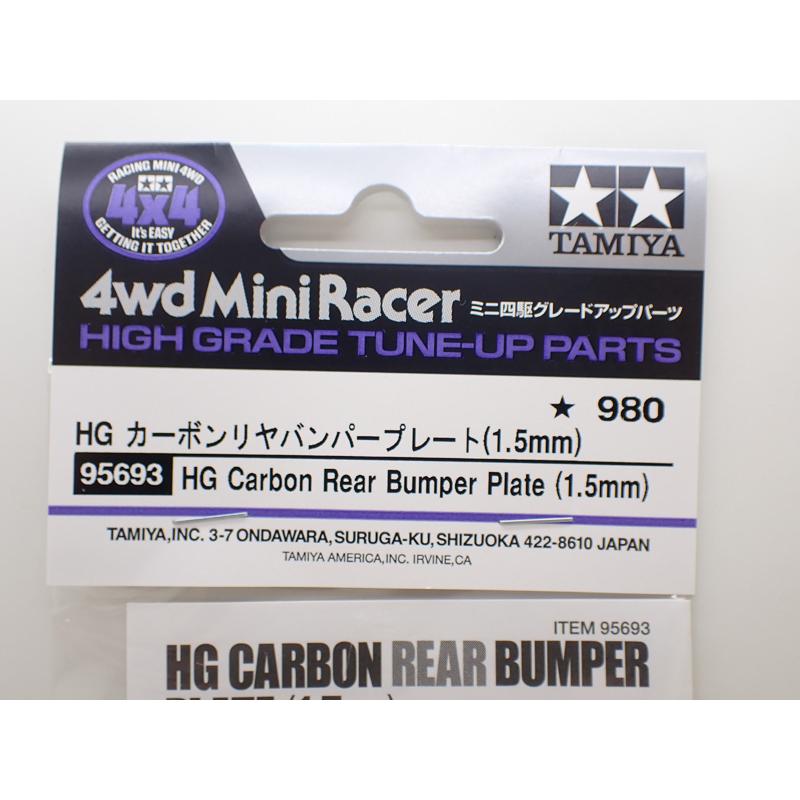 RACING MINI 4WD
4x4
It's EASY
GETTING IT TOGETHER
TAMIYA
4wd Mini Racer ミニ四駆グレードアップパーツ
HIGH GRADE TUNE-UP PARTS
★ 980
HG カーボンリヤバンパープレート(1.5mm)
95693 HG Carbon Rear Bumper Plate (1.5mm)
TAMIYA,INC. 3-7 ONDAWARA, SURUGA-KU, SHIZUOKA 422-8610 JAPAN
TAMIYA AMERICA,INC. IRVINE,CA
ITEM 95693
HG CARBON REAR BUMPER